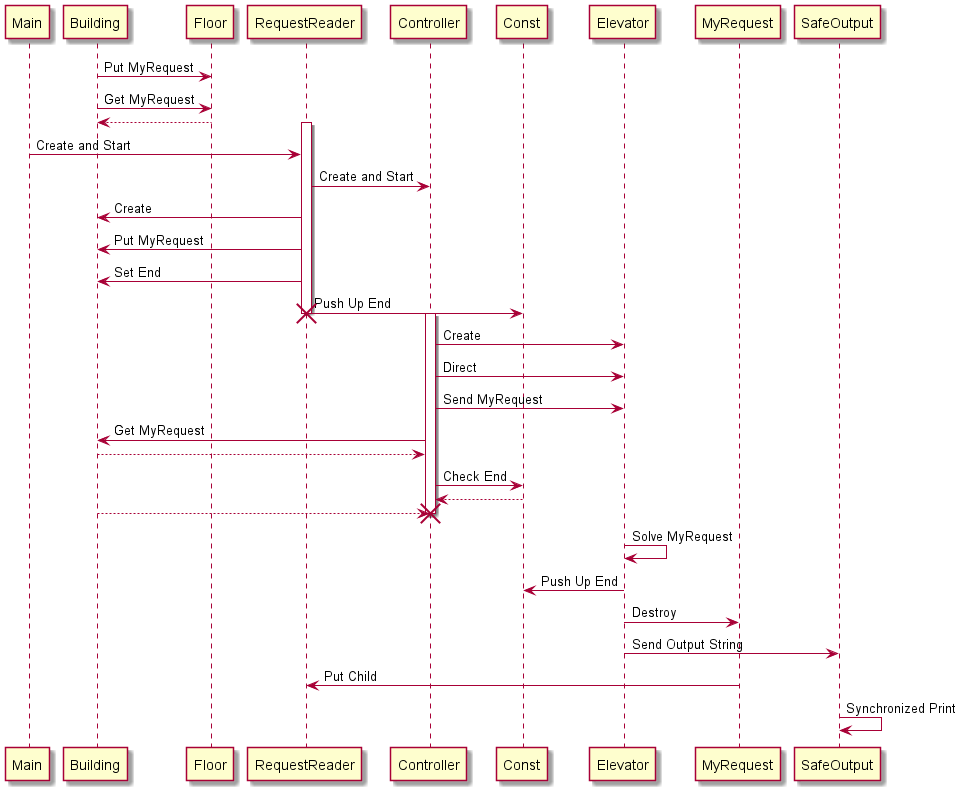 Main Building Floor RequestReader Controller Const Elevator MyRequest SafeOutput
Put MyRequest
Get MyRequest
Create and Start
Create and Start
Create
Put MyRequest
Set End
Push Up End
Create
Direct
Send MyRequest
Get MyRequest
Check End
Solve MyRequest
Push Up End
Destroy
Send Output String
Put Child
Synchronized Print
Main Building Floor RequestReader Controller Const Elevator MyRequest SafeOutput